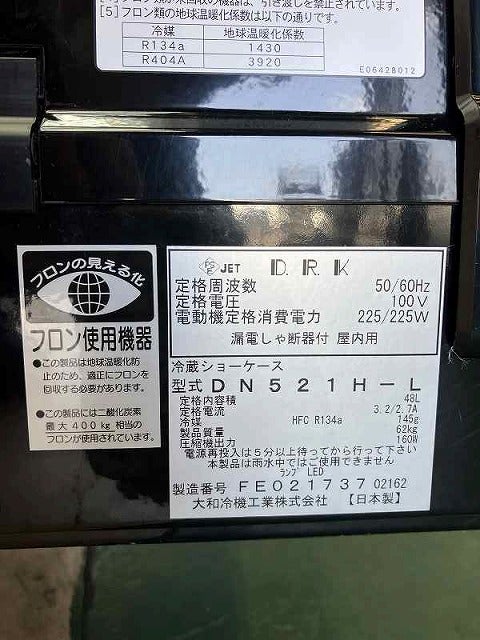 [5] フロン類の地球温暖化係数は以下の通りです。
冷媒 地球温暖化係数
R134a 1430
R404A 3920
E06428012
フロンの見える化
フロン使用機器
●この製品は地球温暖化防
止のため、適正にフロンを
回収する必要があります。
●この製品には二酸化炭素
最大400kg相当の
フロンが使用されています。
PSE JET D.R.K
定格周波数 50/60Hz
定格電圧 100V
電動機定格消費電力 225/225W
漏電しゃ断器付 屋内用
冷蔵ショーケース
型式 DN521H-L
定格内容積 48L
定格電流 3.2/2.7A
冷媒 HFC R134a 145g
製品質量 62kg
圧縮機出力 160W
電源再投入は5分以上待ってから行って下さい
本製品は雨水中ではご使用できません
ランプ LED
製造番号 FE021737 02162
大和冷機工業株式会社 【日本製】